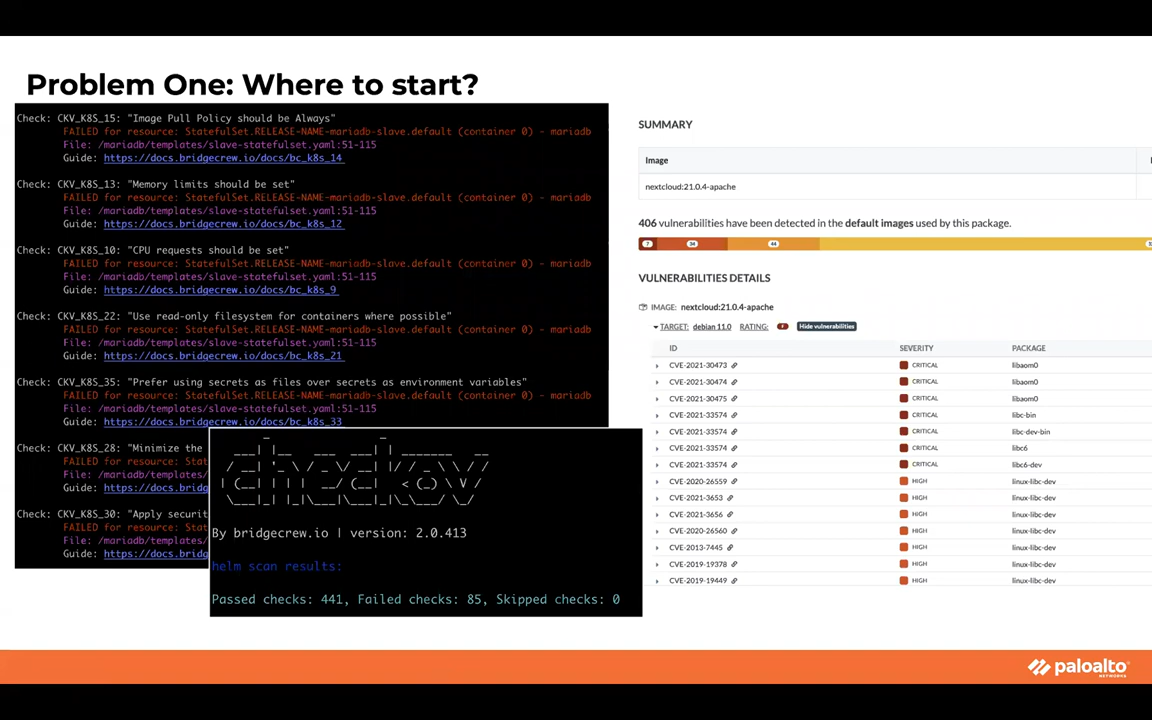 Problem One: Where to start?
Check: CKV_K8S_15: "Image Pull Policy should be Always"
FAILED for resource: StatefulSet.RELEASE-NAME-mariadb-slave.default (container 0) - mariadb
File: /mariadb/templates/slave-statefulset.yaml:51-115
Guide: https://docs.bridgecrew.io/docs/bc_k8s_14
Check: CKV_K8S_13: "Memory limits should be set"
FAILED for resource: StatefulSet.RELEASE-NAME-mariadb-slave.default (container 0) - mariadb
File: /mariadb/templates/slave-statefulset.yaml:51-115
Guide: https://docs.bridgecrew.io/docs/bc_k8s_12
Check: CKV_K8S_10: "CPU requests should be set"
FAILED for resource: StatefulSet.RELEASE-NAME-mariadb-slave.default (container 0) - mariadb
File: /mariadb/templates/slave-statefulset.yaml:51-115
Guide: https://docs.bridgecrew.io/docs/bc_k8s_9
Check: CKV_K8S_22: "Use read-only filesystem for containers where possible"
FAILED for resource: StatefulSet.RELEASE-NAME-mariadb-slave.default (container 0) - mariadb
File: /mariadb/templates/slave-statefulset.yaml:51-115
Guide: https://docs.bridgecrew.io/docs/bc_k8s_21
Check: CKV_K8S_35: "Prefer using secrets as files over secrets as environment variables"
FAILED for resource: StatefulSet.RELEASE-NAME-mariadb-slave.default (container 0) - mariadb
File: /mariadb/templates/slave-statefulset.yaml:51-115
Guide: https://docs.bridgecrew.io/docs/bc_k8s_33
Check: CKV_K8S_28: "Minimize the
FAILED for resource: Stat
File: /mariadb/templates/
Guide: https://docs.bridg
Check: CKV_K8S_30: "Apply securit
FAILED for resource: Stat
File: /mariadb/templates/
Guide: https://docs.bridg
checkov
By bridgecrew.io | version: 2.0.413
helm scan results:
Passed checks: 441, Failed checks: 85, Skipped checks: 0
SUMMARY
Image
nextcloud:21.0.4-apache
406 vulnerabilities have been detected in the default images used by this package.
7 34 44
VULNERABILITIES DETAILS
IMAGE: nextcloud:21.0.4-apache
TARGET: debian 11.0 RATING: F Hide vulnerabilities
ID SEVERITY PACKAGE
CVE-2021-30473 CRITICAL libaom0
CVE-2021-30474 CRITICAL libaom0
CVE-2021-30475 CRITICAL libaom0
CVE-2021-33574 CRITICAL libc-bin
CVE-2021-33574 CRITICAL libc-dev-bin
CVE-2021-33574 CRITICAL libc6
CVE-2021-33574 CRITICAL libc6-dev
CVE-2020-26559 HIGH linux-libc-dev
CVE-2021-3653 HIGH linux-libc-dev
CVE-2021-3656 HIGH linux-libc-dev
CVE-2020-26560 HIGH linux-libc-dev
CVE-2013-7445 HIGH linux-libc-dev
CVE-2019-19378 HIGH linux-libc-dev
CVE-2019-19449 HIGH linux-libc-dev
paloalto
NETWORKS